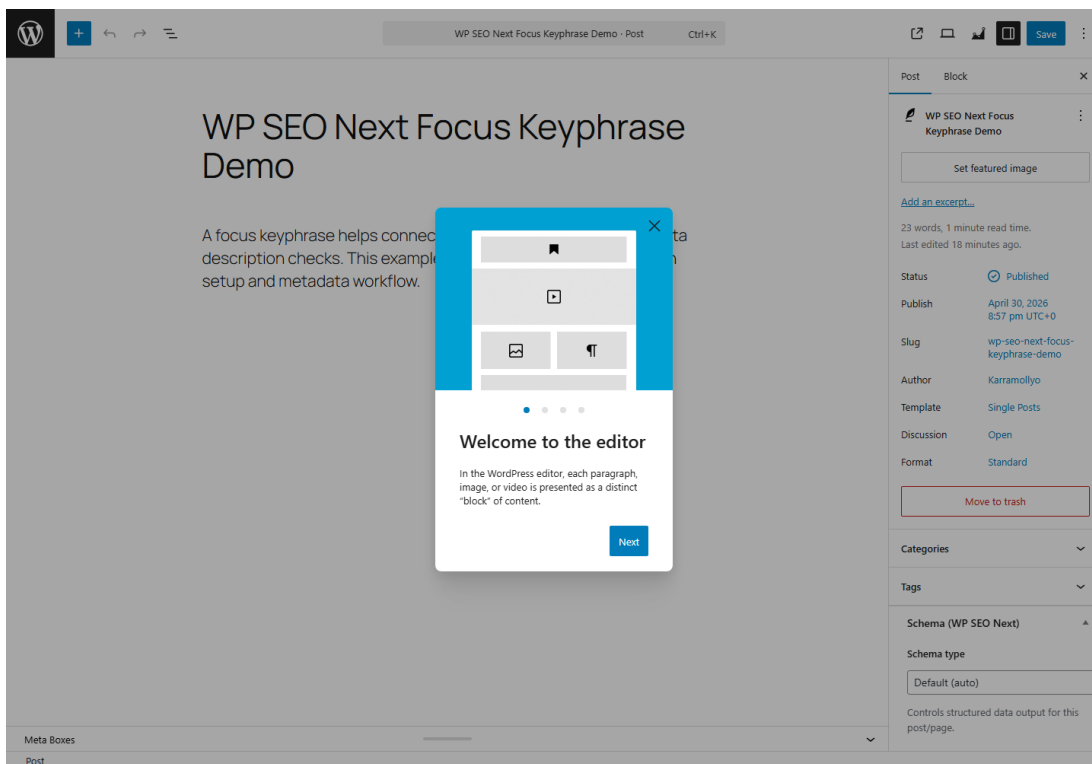 WP SEO Next Focus Keyphrase Demo · Post
Ctrl+K
Save
Post
Block
WP SEO Next Focus Keyphrase
Demo
A focus keyphrase helps connec
ta
description checks. This example
n
setup and metadata workflow.
Welcome to the editor
In the WordPress editor, each paragraph,
image, or video is presented as a distinct
"block" of content.
Next
WP SEO Next Focus
Keyphrase Demo
Set featured image
Add an excerpt...
23 words, 1 minute read time.
Last edited 18 minutes ago.
Status
Published
Publish
April 30, 2026
8:57 pm UTC+0
Slug
wp-seo-next-focus-
keyphrase-demo
Author
Karramollyo
Template
Single Posts
Discussion
Open
Format
Standard
Move to trash
Categories
Tags
Schema (WP SEO Next)
Schema type
Default (auto)
Controls structured data output for this
post/page.
Meta Boxes
Post